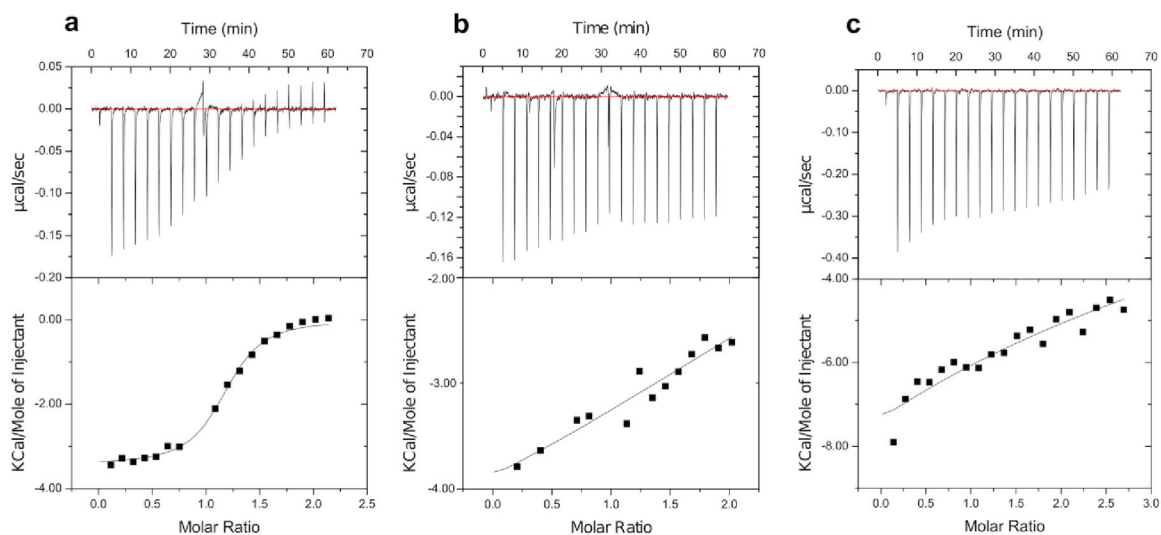 a
Time (min)
0 10 20 30 40 50 60 70
0.05
0.00
-0.05
-0.10
-0.15
-0.20
µcal/sec
0.00
-2.00
-4.00
KCal/Mole of Injectant
0.0 0.5 1.0 1.5 2.0 2.5
Molar Ratio
b
Time (min)
0 10 20 30 40 50 60 70
0.00
-0.04
-0.08
-0.12
-0.16
µcal/sec
-2.00
-3.00
-4.00
KCal/Mole of Injectant
0.0 0.5 1.0 1.5 2.0
Molar Ratio
c
Time (min)
0 10 20 30 40 50 60 70
0.00
-0.10
-0.20
-0.30
-0.40
µcal/sec
-4.00
-6.00
-8.00
KCal/Mole of Injectant
0.0 0.5 1.0 1.5 2.0 2.5 3.0
Molar Ratio